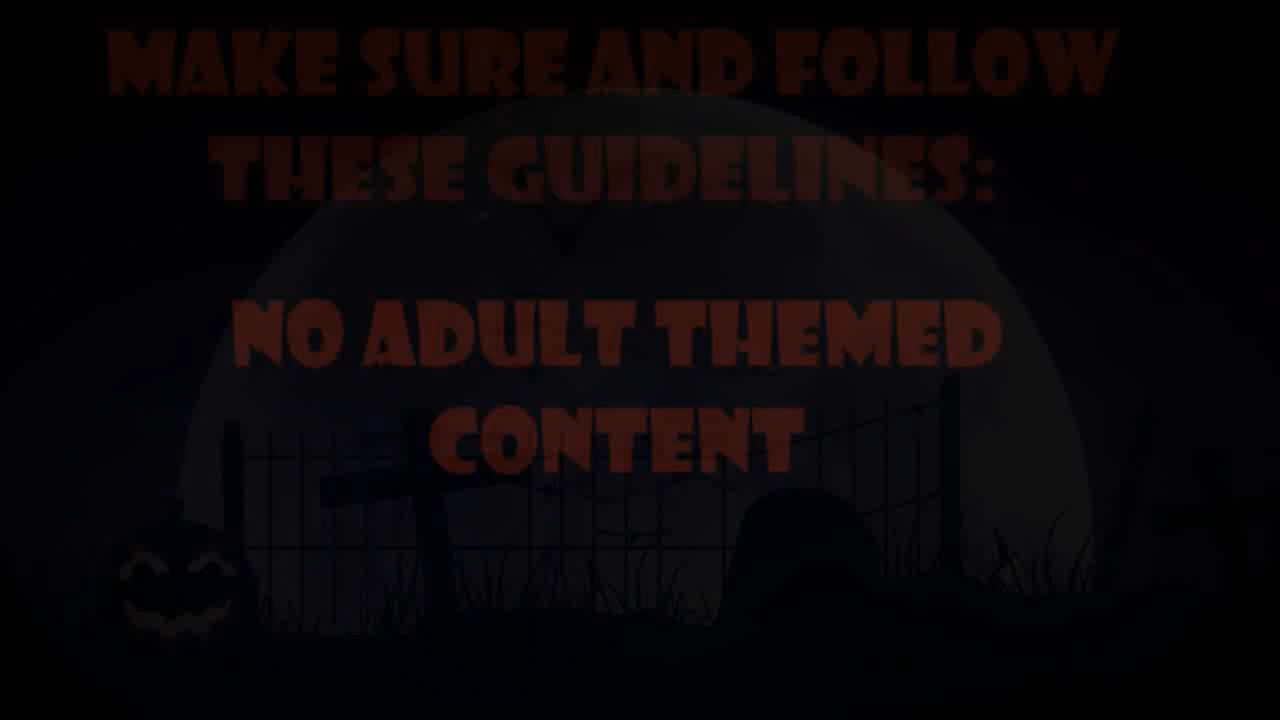 MAKE SURE AND FOLLOW
THESE GUIDELINES:
NO ADULT THEMED
CONTENT